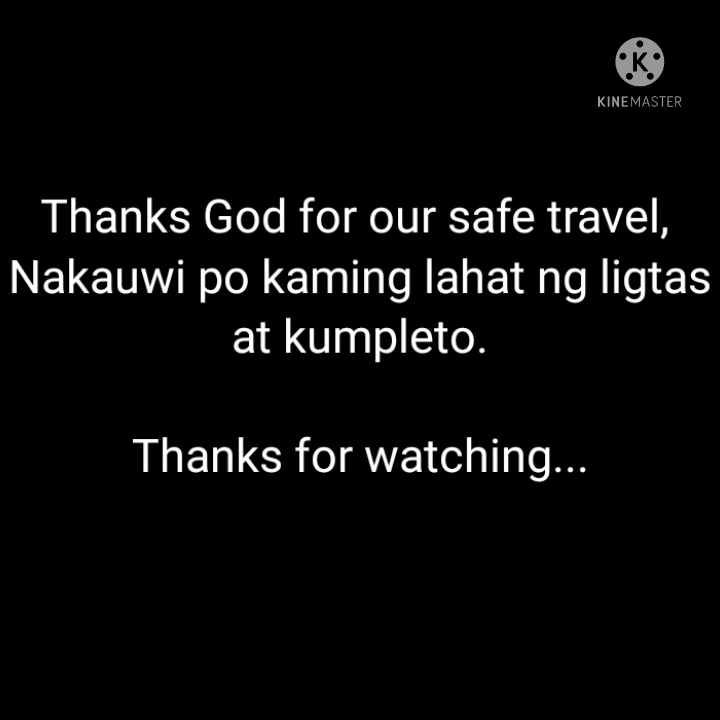 K
KINEMASTER
Thanks God for our safe travel,
Nakauwi po kaming lahat ng ligtas
at kumpleto.
Thanks for watching...